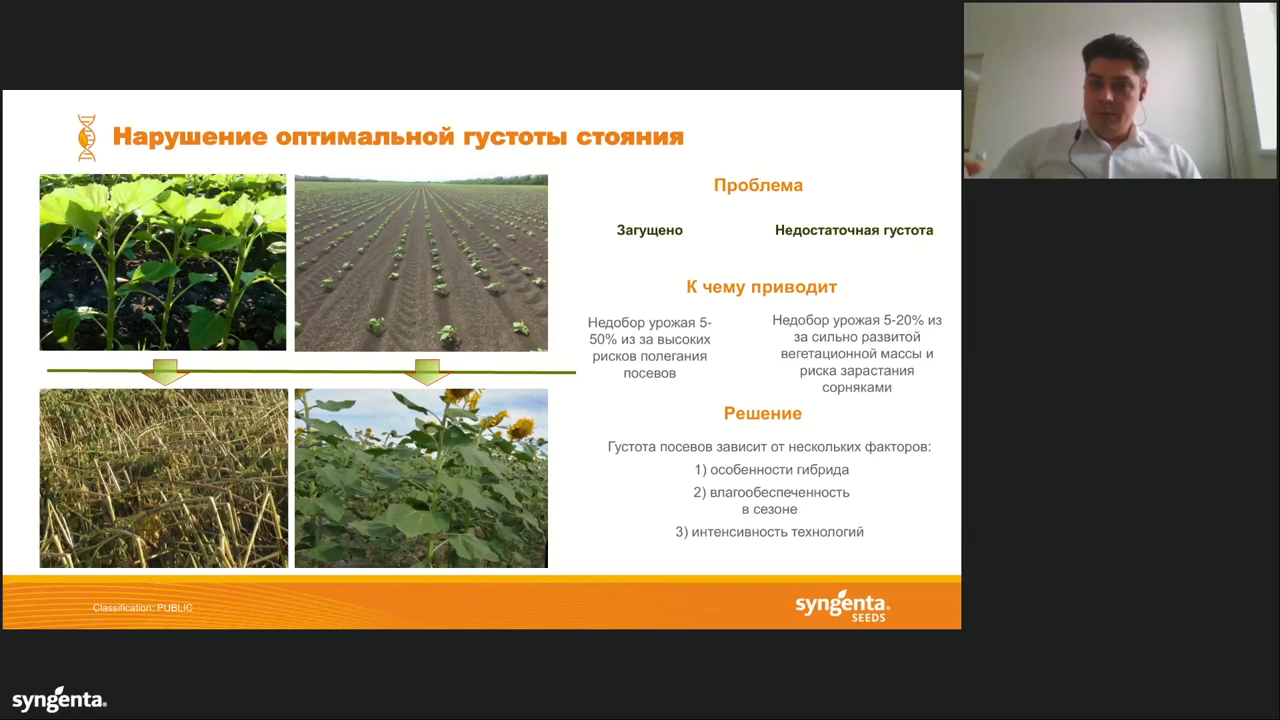 Нарушение оптимальной густоты стояния
Проблема
Загущено
Недостаточная густота
К чему приводит
Недобор урожая 5-
50% из за высоких
рисков полегания
посевов
Недобор урожая 5-20% из
за сильно развитой
вегетационной массы и
риска зарастания
сорняками
Решение
Густота посевов зависит от нескольких факторов:
1) особенности гибрида
2) влагообеспеченность
в сезоне
3) интенсивность технологий
Classification: PUBLIC
syngenta®
SEEDS
syngenta®